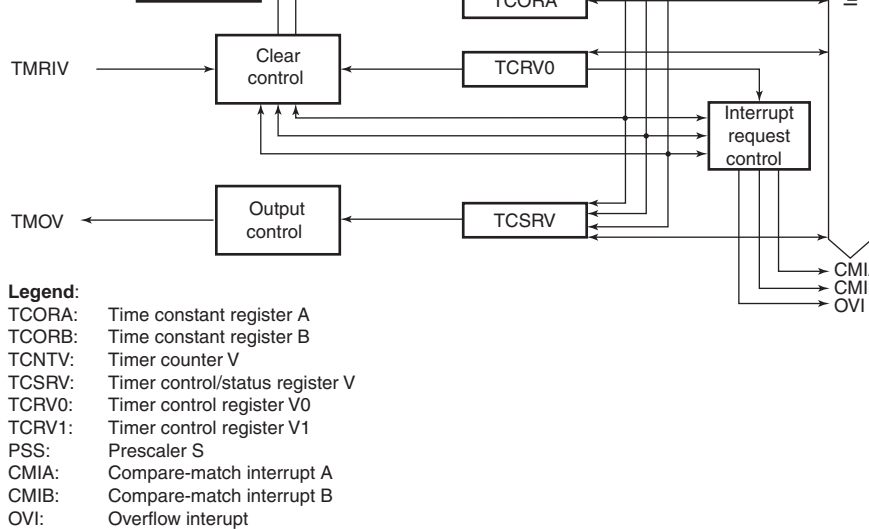 TCORA
TMRIV
Clear
control
TCRV0
Interrupt
request
control
TMOV
Output
control
TCSRV
CMIA
CMI
OVI
Legend:
TCORA: Time constant register A
TCORB: Time constant register B
TCNTV: Timer counter V
TCSRV: Timer control/status register V
TCRV0: Timer control register V0
TCRV1: Timer control register V1
PSS: Prescaler S
CMIA: Compare-match interrupt A
CMIB: Compare-match interrupt B
OVI: Overflow interupt